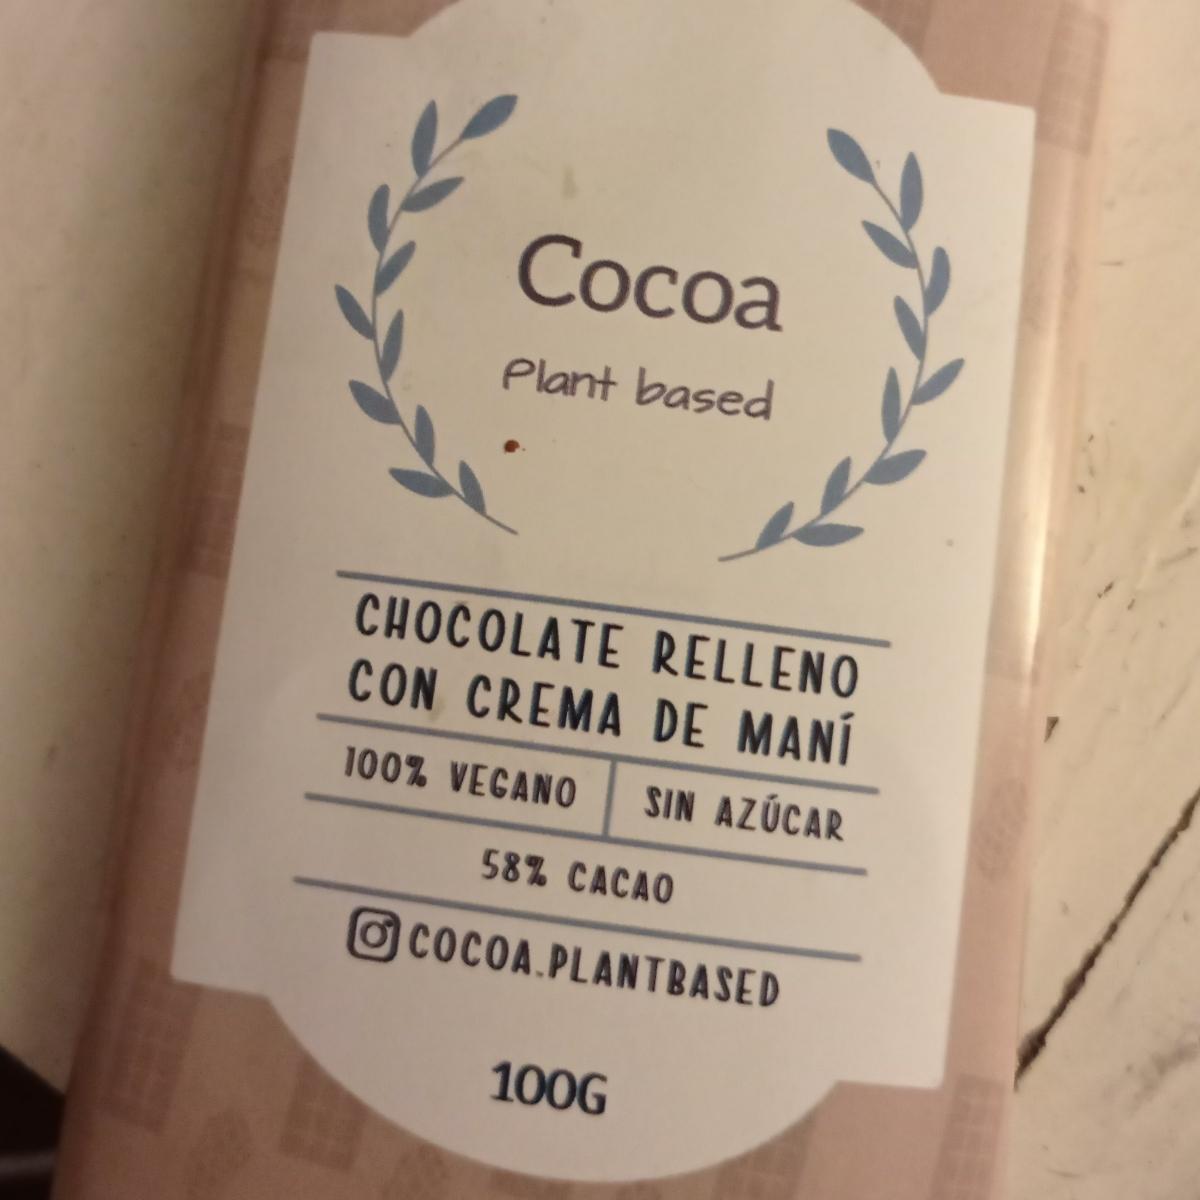 Cocoa
Plant based
CHOCOLATE RELLENO
CON CREMA DE MANÍ
100% VEGANO
SIN AZÚCAR
58% CACAO
COCOA.PLANTBASED
100G